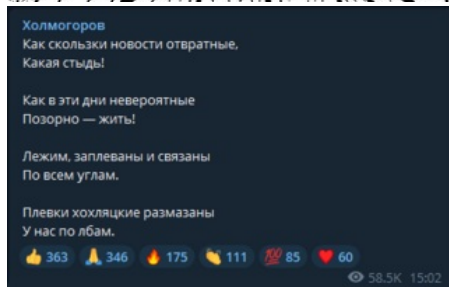 Холмогоров
Как скользки новости отвратные,
Какая стыдь!
Как в эти дни невероятные
Позорно — жить!
Лежим, заплеваны и связаны
По всем углам.
Плевки хохляцкие размазаны
У нас по лбам.
👍 363 🙏 346 🔥 175 👏 111 💯 85 ❤ 60
58.5K 15:02